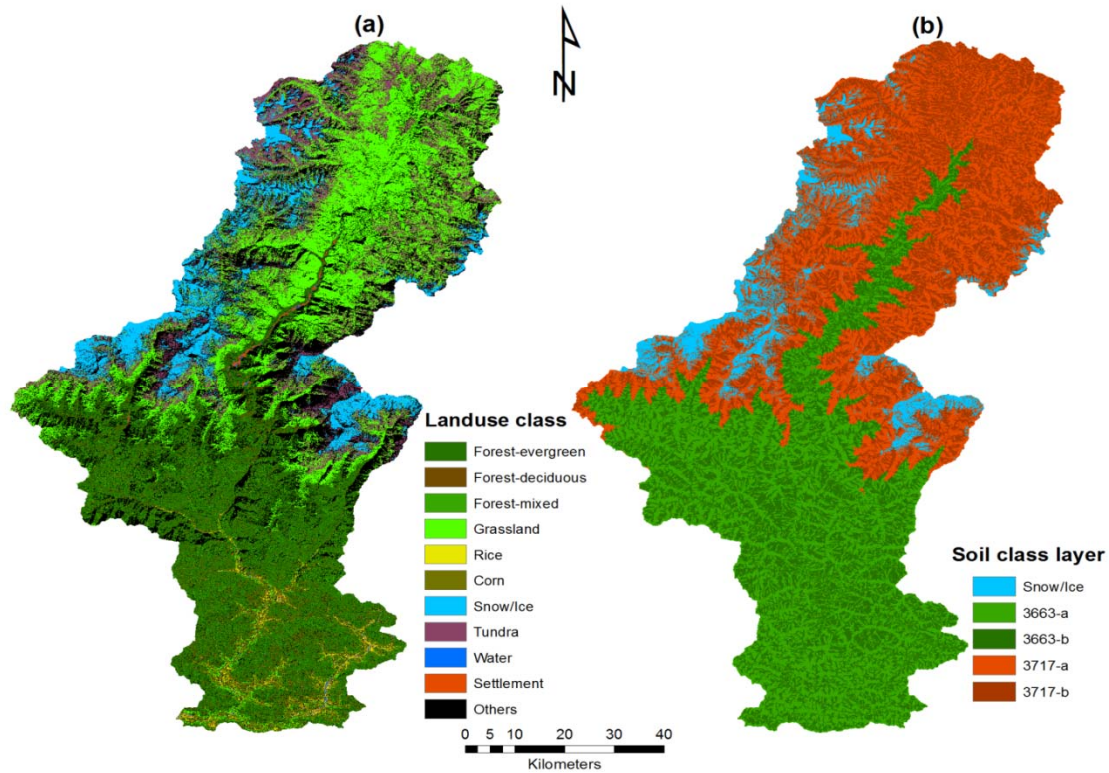 (a)
(b)
N
Landuse class
Forest-evergreen
Forest-deciduous
Forest-mixed
Grassland
Rice
Corn
Snow/Ice
Tundra
Water
Settlement
Others
Soil class layer
Snow/Ice
3663-a
3663-b
3717-a
3717-b
0 5 10 20 30 40
Kilometers